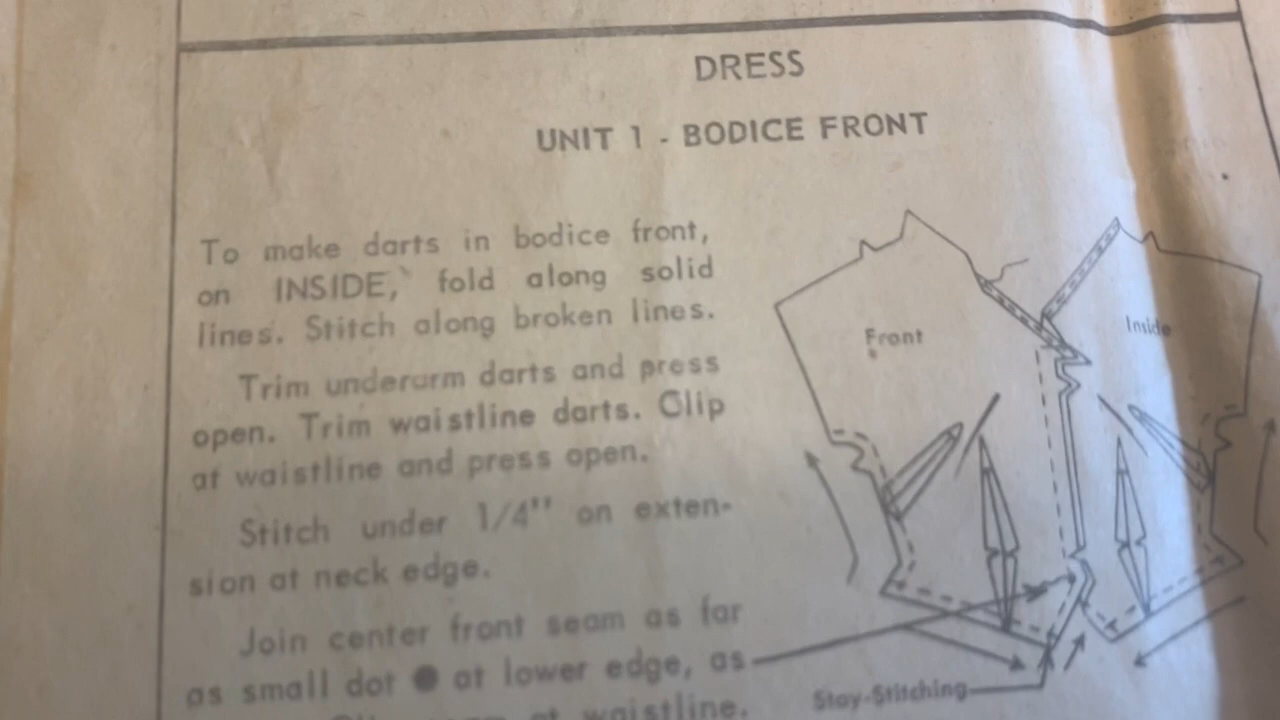 DRESS
UNIT 1 - BODICE FRONT
To make darts in bodice front,
on INSIDE, fold along solid
lines. Stitch along broken lines.
Trim underarm darts and press
open. Trim waistline darts. Clip
at waistline and press open.
Stitch under 1/4" on exten-
sion at neck edge.
Join center front seam as far
as small dot ● at lower edge, as
at waistline.
Front
Inside
Stay-Stitching